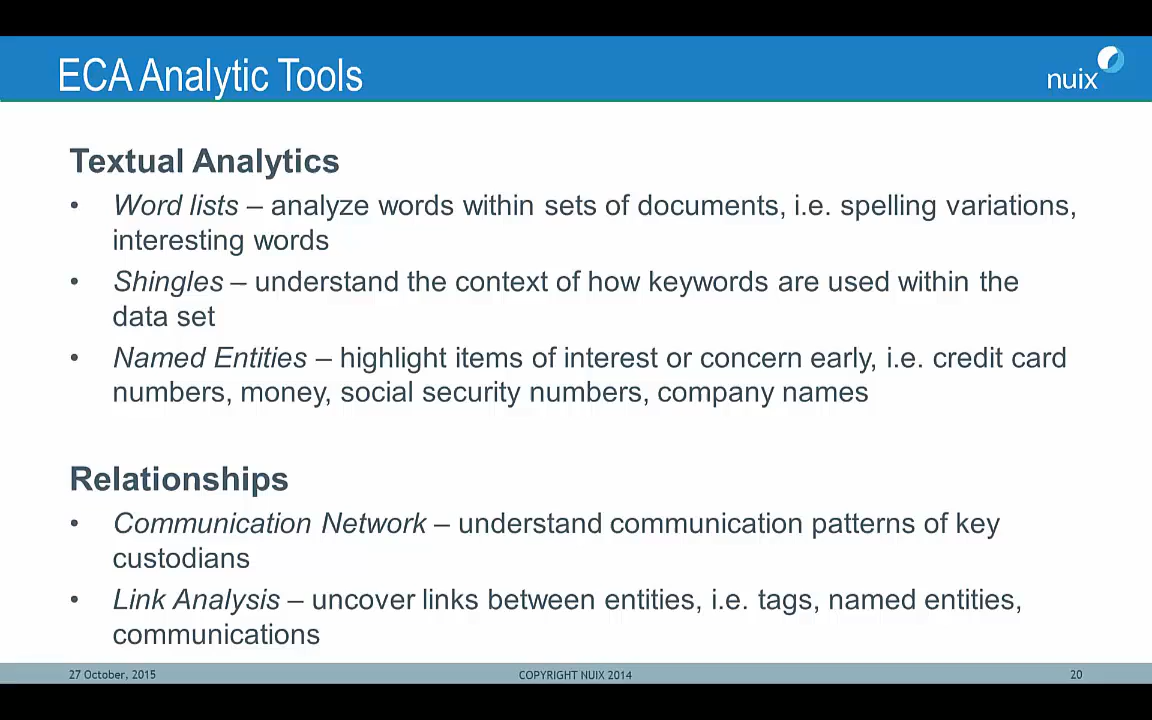 ECA Analytic Tools
nuix
Textual Analytics
• Word lists – analyze words within sets of documents, i.e. spelling variations,
interesting words
• Shingles – understand the context of how keywords are used within the
data set
• Named Entities – highlight items of interest or concern early, i.e. credit card
numbers, money, social security numbers, company names
Relationships
• Communication Network – understand communication patterns of key
custodians
• Link Analysis – uncover links between entities, i.e. tags, named entities,
communications
27 October, 2015 COPYRIGHT NUIX 2014 20